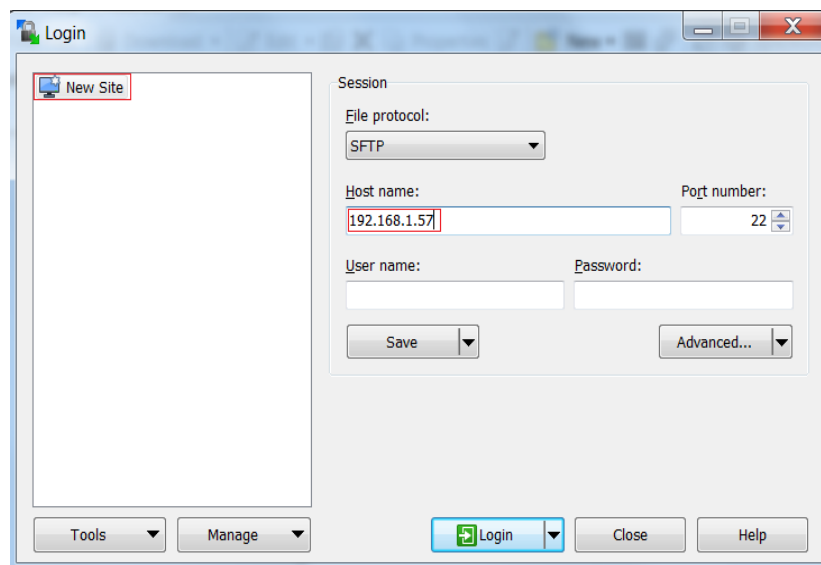 Login
New Site
Session
File protocol:
SFTP
Host name:
Port number:
192.168.1.57
22
User name:
Password:
Save
Advanced...
Tools
Manage
Login
Close
Help